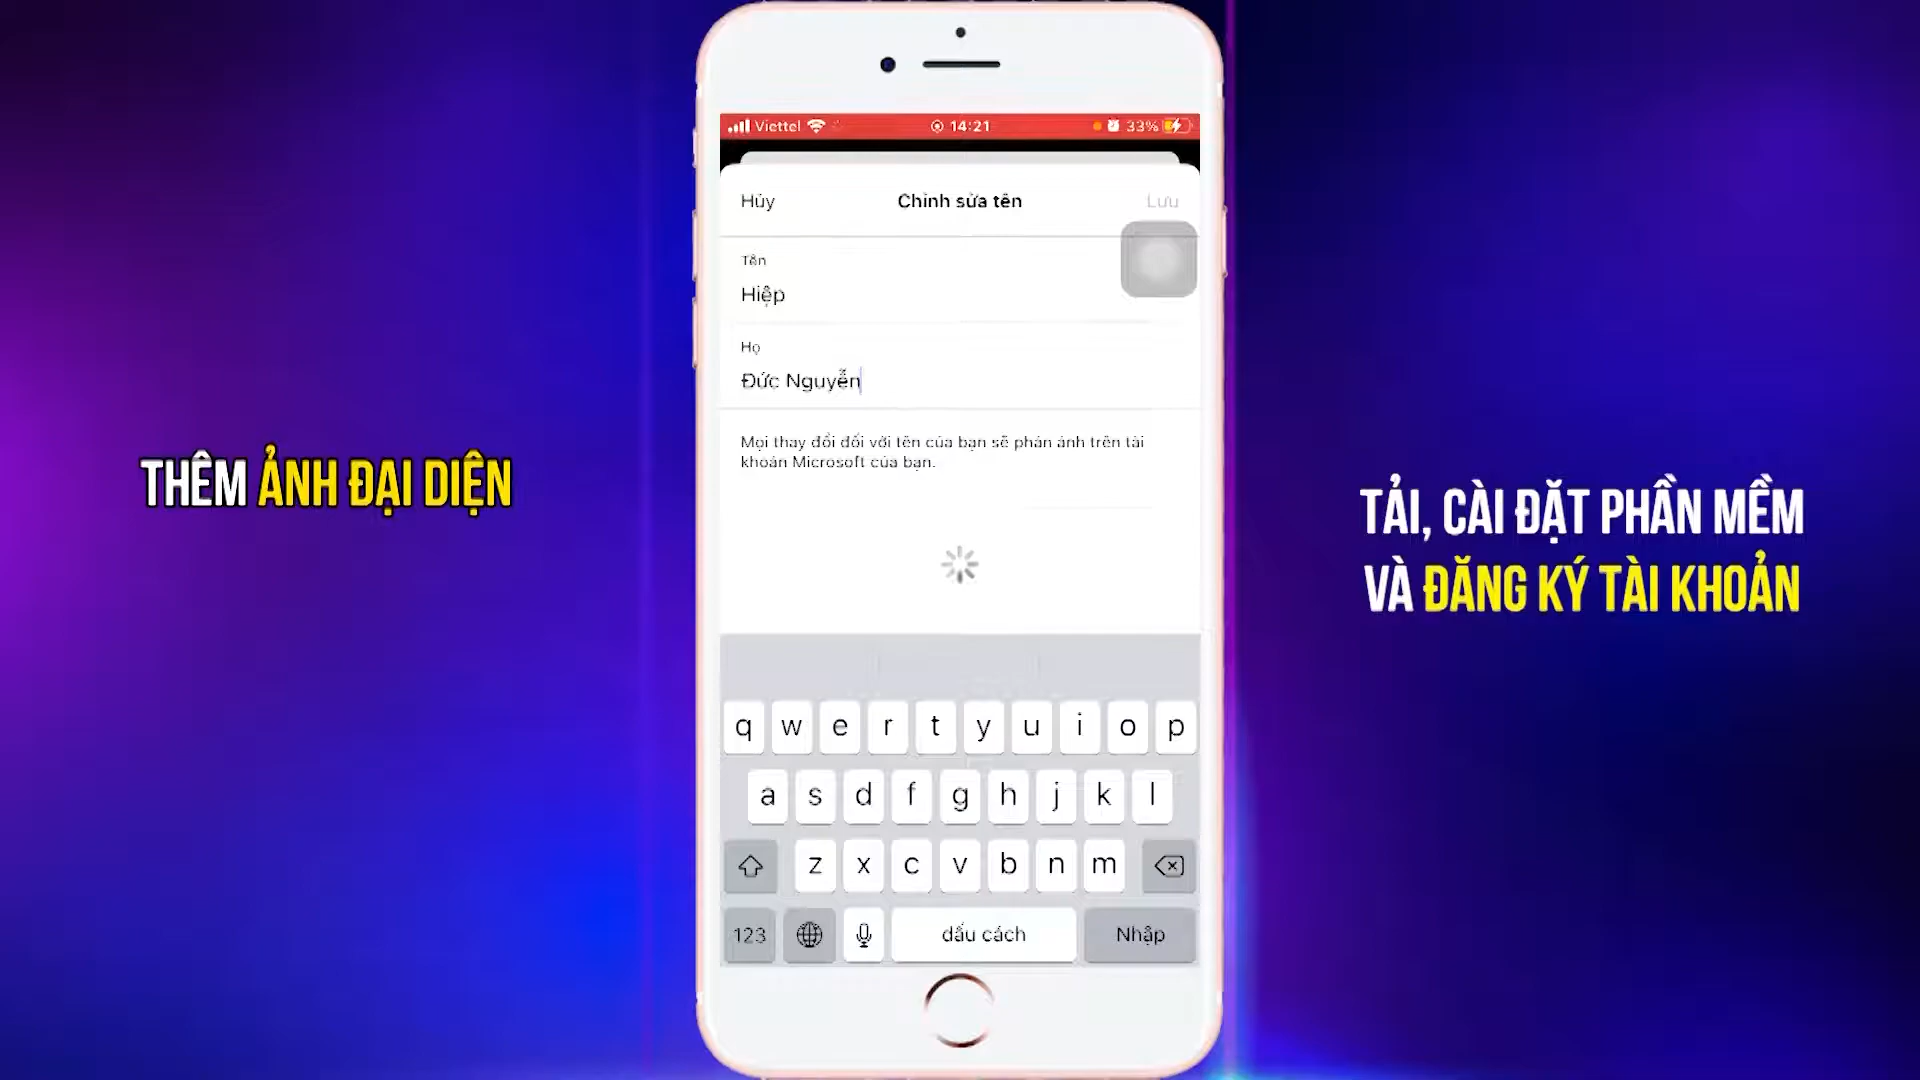 Viettel 14:21 33%
Hủy Chỉnh sửa tên Lưu
Tên
Hiệp
Họ
Đức Nguyễn
Mọi thay đổi đối với tên của bạn sẽ phản ánh trên tài
khoản Microsoft của bạn.
THÊM ẢNH ĐẠI DIỆN
TẢI, CÀI ĐẶT PHẦN MỀM
VÀ ĐĂNG KÝ TÀI KHOẢN
q w e r t y u i o p
a s d f g h j k l
z x c v b n m
123 dấu cách Nhập